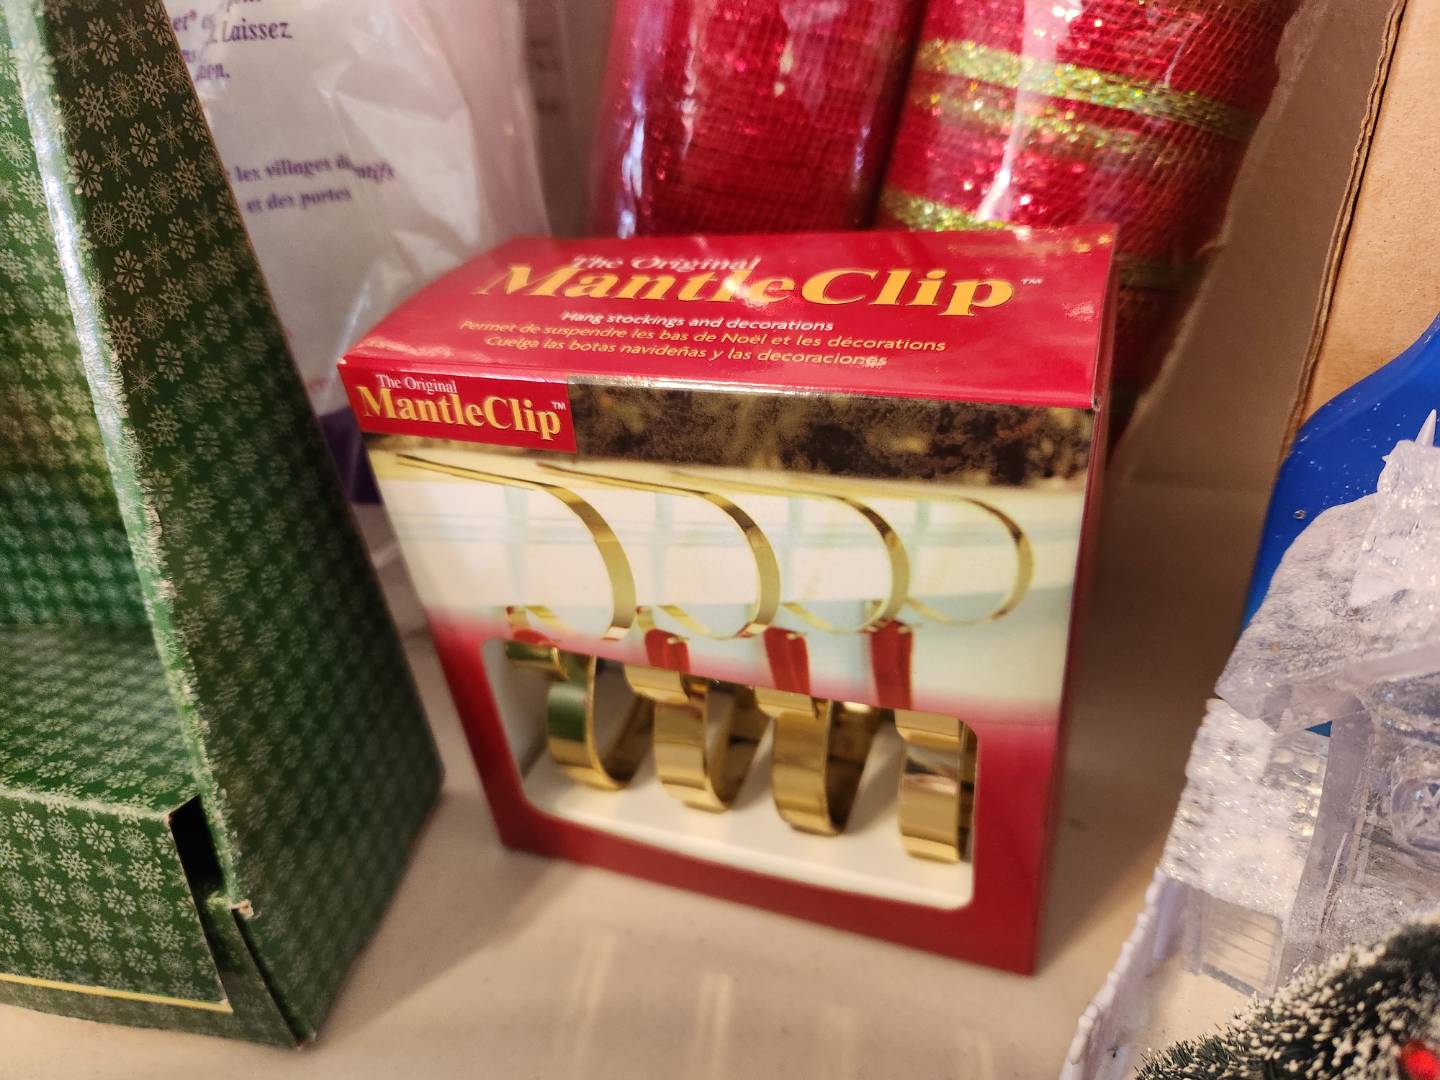 Laissez
les villages
et des portes
The Original
MantleClip™
Hang stockings and decorations
Permet de suspendre les bas de Noël et les décorations
Cuelga las botas navideñas y las decoraciones
The Original
MantleClip™